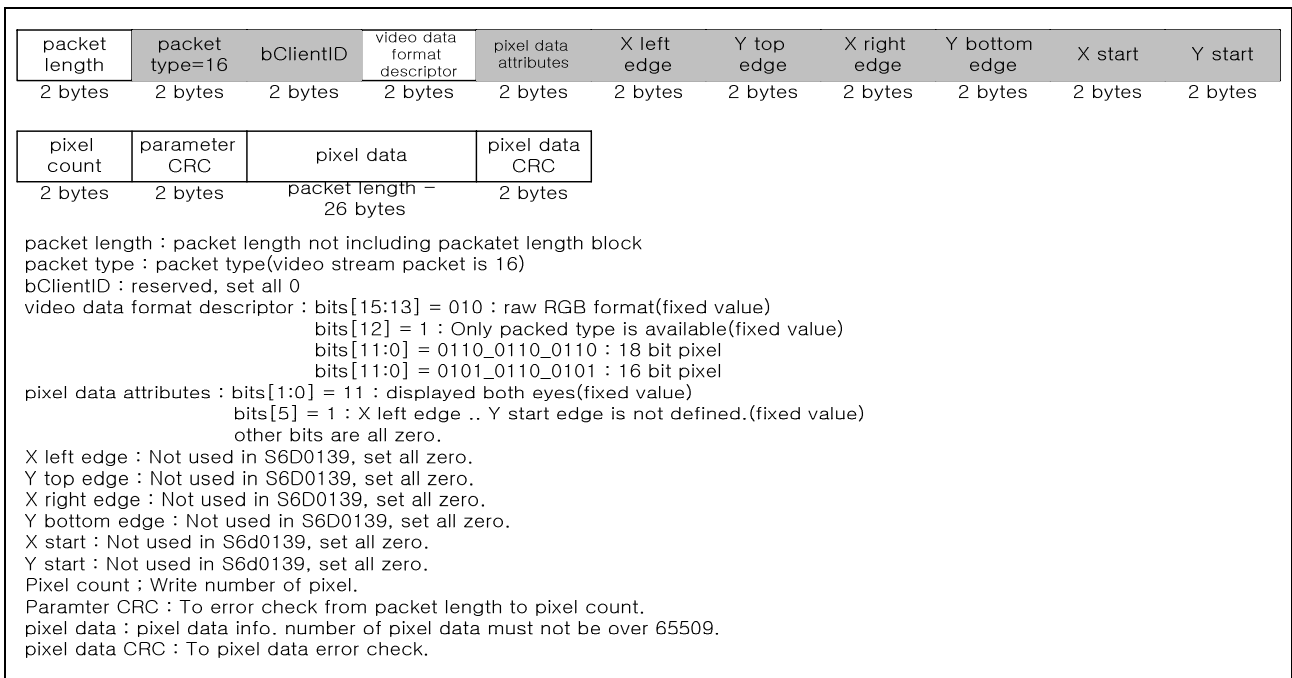 packet length
packet type=16
bClientID
video data format descriptor
pixel data attributes
X left edge
Y top edge
X right edge
Y bottom edge
X start
Y start
2 bytes 2 bytes 2 bytes 2 bytes 2 bytes 2 bytes 2 bytes 2 bytes 2 bytes 2 bytes 2 bytes
pixel count
parameter CRC
pixel data
pixel data CRC
2 bytes 2 bytes packet length - 26 bytes 2 bytes
packet length : packet length not including packatet length block
packet type : packet type(video stream packet is 16)
bClientID : reserved, set all 0
video data format descriptor : bits[15:13] = 010 : raw RGB format(fixed value)
bits[12] = 1 : Only packed type is available(fixed value)
bits[11:0] = 0110_0110_0110 : 18 bit pixel
bits[11:0] = 0101_0110_0101 : 16 bit pixel
pixel data attributes : bits[1:0] = 11 : displayed both eyes(fixed value)
bits[5] = 1 : X left edge .. Y start edge is not defined.(fixed value)
other bits are all zero.
X left edge : Not used in S6D0139, set all zero.
Y top edge : Not used in S6D0139, set all zero.
X right edge : Not used in S6D0139, set all zero.
Y bottom edge : Not used in S6D0139, set all zero.
X start : Not used in S6d0139, set all zero.
Y start : Not used in S6d0139, set all zero.
Pixel count ; Write number of pixel.
Paramter CRC : To error check from packet length to pixel count.
pixel data : pixel data info. number of pixel data must not be over 65509.
pixel data CRC : To pixel data error check.